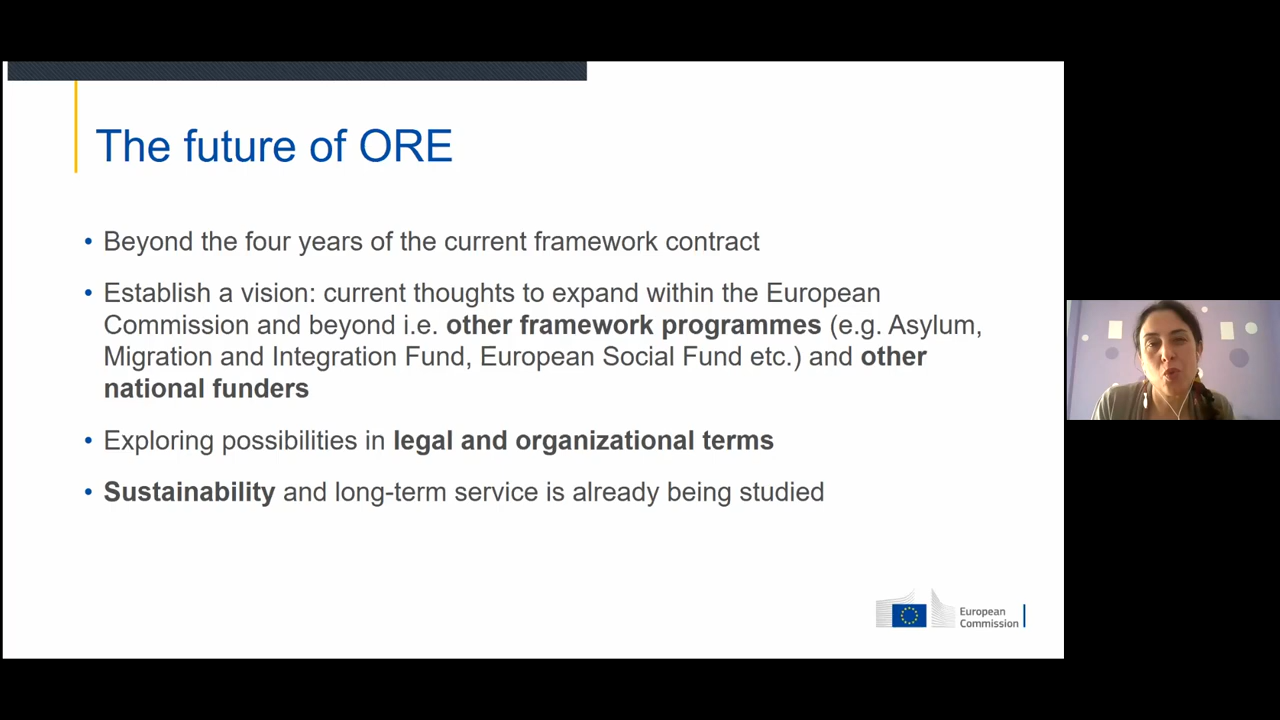 The future of ORE
• Beyond the four years of the current framework contract
• Establish a vision: current thoughts to expand within the European
Commission and beyond i.e. other framework programmes (e.g. Asylum,
Migration and Integration Fund, European Social Fund etc.) and other
national funders
• Exploring possibilities in legal and organizational terms
• Sustainability and long-term service is already being studied
European
Commission